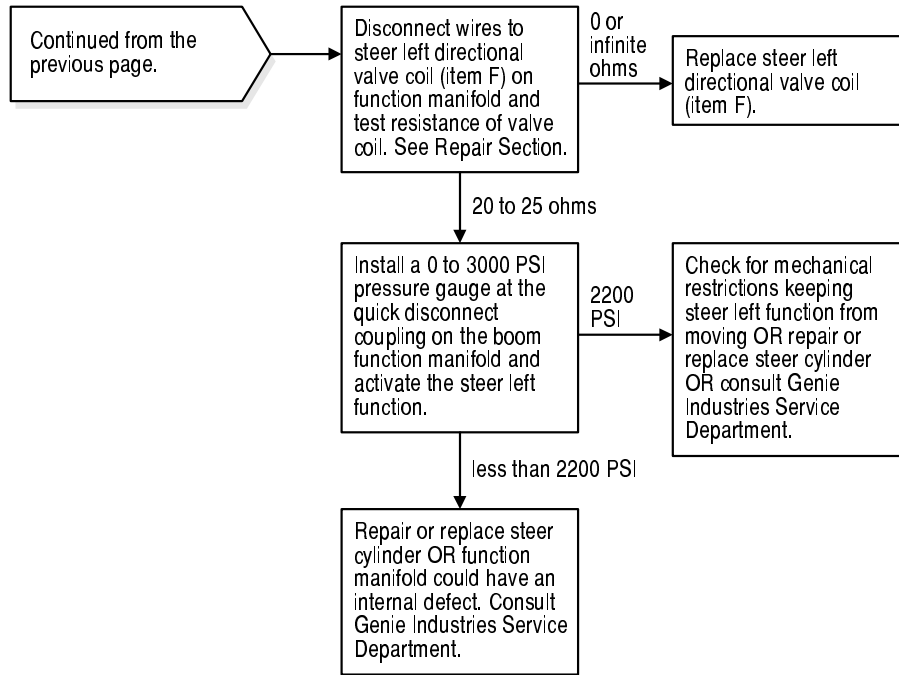 Continued from the
previous page.
Disconnect wires to
steer left directional
valve coil (item F) on
function manifold and
test resistance of valve
coil. See Repair Section.
0 or
infinite
ohms
Replace steer left
directional valve coil
(item F).
20 to 25 ohms
Install a 0 to 3000 PSI
pressure gauge at the
quick disconnect
coupling on the boom
function manifold and
activate the steer left
function.
2200
PSI
Check for mechanical
restrictions keeping
steer left function from
moving OR repair or
replace steer cylinder
OR consult Genie
Industries Service
Department.
less than 2200 PSI
Repair or replace steer
cylinder OR function
manifold could have an
internal defect. Consult
Genie Industries Service
Department.